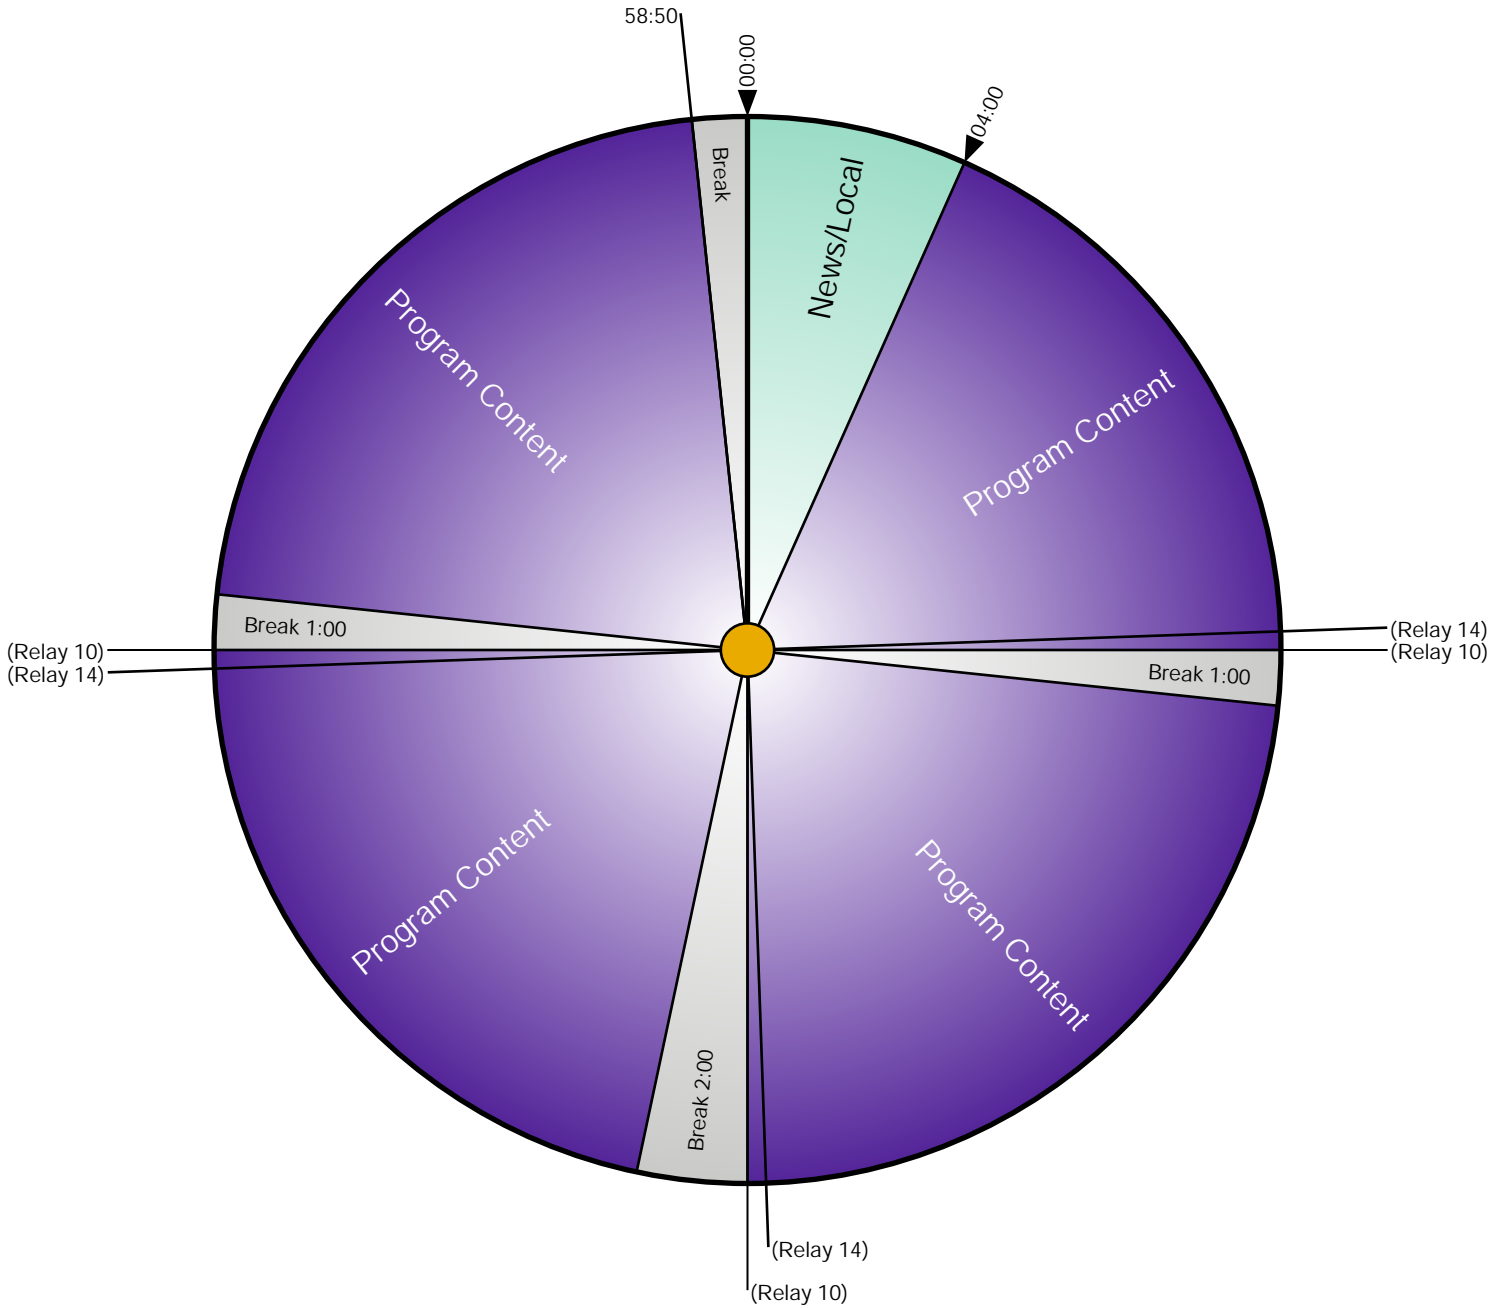 58:50
00:00
04:00
Break
News/Local
Program Content
Program Content
Break 1:00
(Relay 14)
(Relay 10)
(Relay 10)
(Relay 14)
Break 1:00
Program Content
Program Content
Break 2:00
(Relay 14)
(Relay 10)